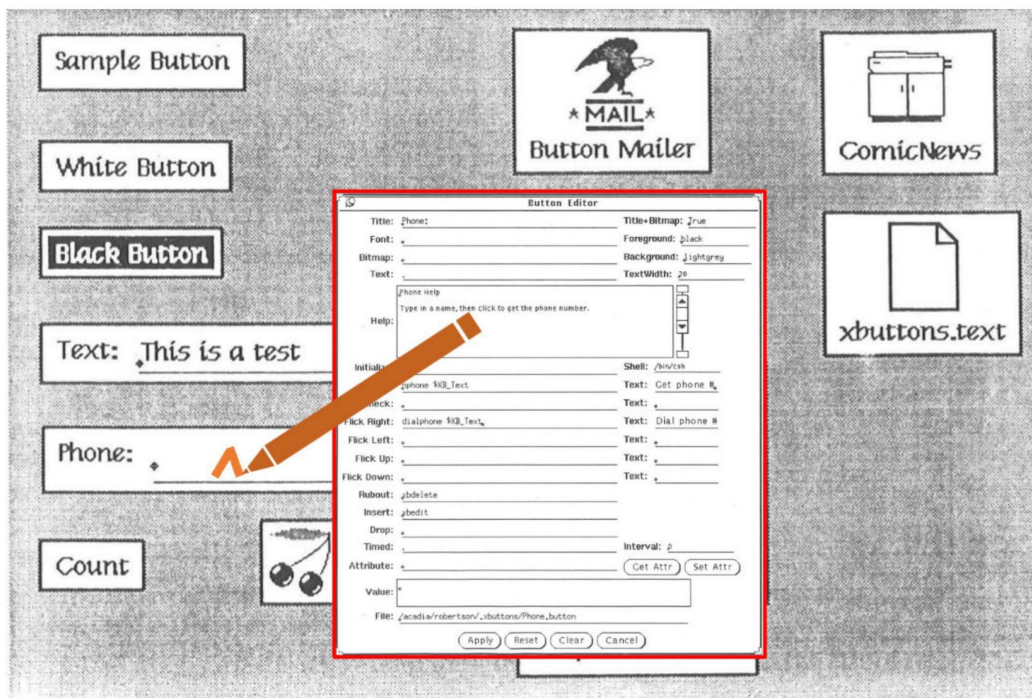 Sample Button
MAIL
Button Mailer
ComicNews
White Button
Black Button
xbuttons.text
Text: This is a test
Phone:
Count
Button Editor
Title: Phone: Title+Bitmap: True
Font: Foreground: black
Bitmap: Background: lightgrey
Text: TextWidth: 20
Phone Help
Type in a name, then click to get the phone number.
Help:
Shell: /bin/csh
phone $XB_Text Text: Get phone #
Text:
Flick Right: dialphone $XB_Text Text: Dial phone #
Flick Left: Text:
Flick Up: Text:
Flick Down: Text:
Rubout: xbdelete
Insert: xbedit
Drop:
Timed: Interval: 0
Attribute: Get Attr Set Attr
Value:
File: /acadia/robertson/.xbuttons/Phone.button
Apply Reset Clear Cancel